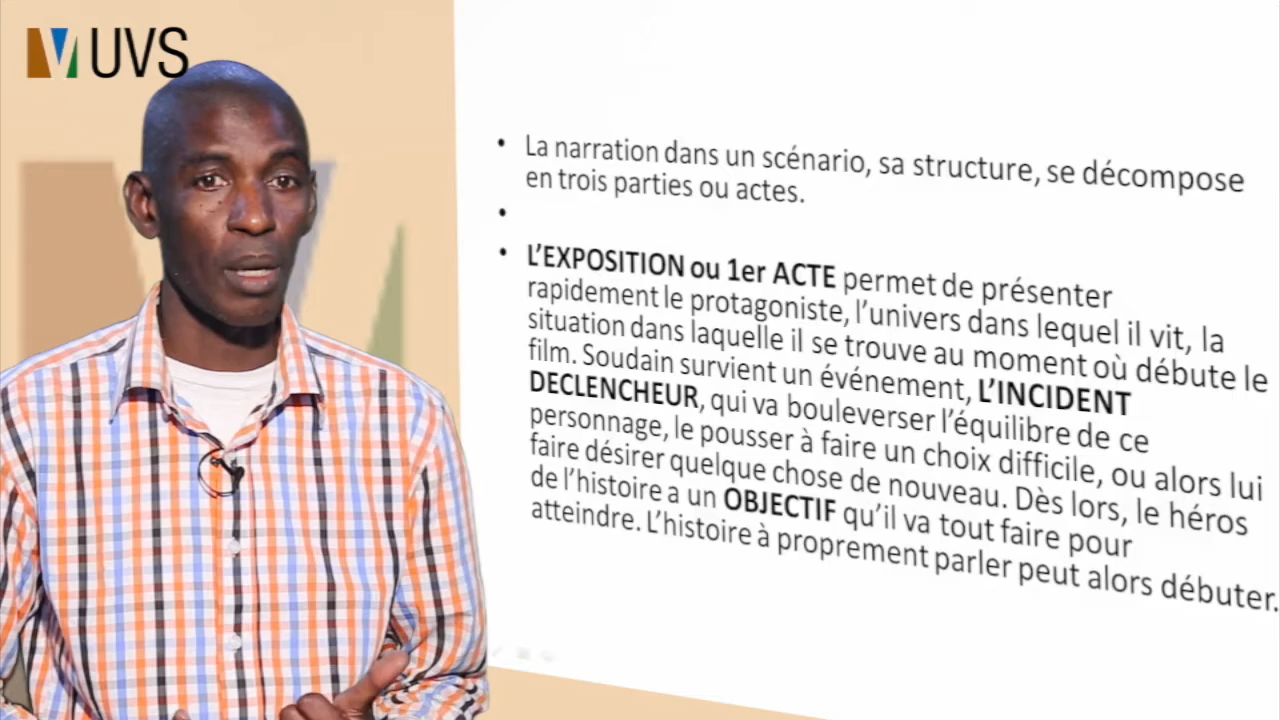 UVS
• La narration dans un scénario, sa structure, se décompose
en trois parties ou actes.
•
• L'EXPOSITION ou 1er ACTE permet de présenter
rapidement le protagoniste, l'univers dans lequel il vit, la
situation dans laquelle il se trouve au moment où débute le
film. Soudain survient un événement, L'INCIDENT
DECLENCHEUR, qui va bouleverser l'équilibre de ce
personnage, le pousser à faire un choix difficile, ou alors lui
faire désirer quelque chose de nouveau. Dès lors, le héros
de l'histoire a un OBJECTIF qu'il va tout faire pour
atteindre. L'histoire à proprement parler peut alors débuter.